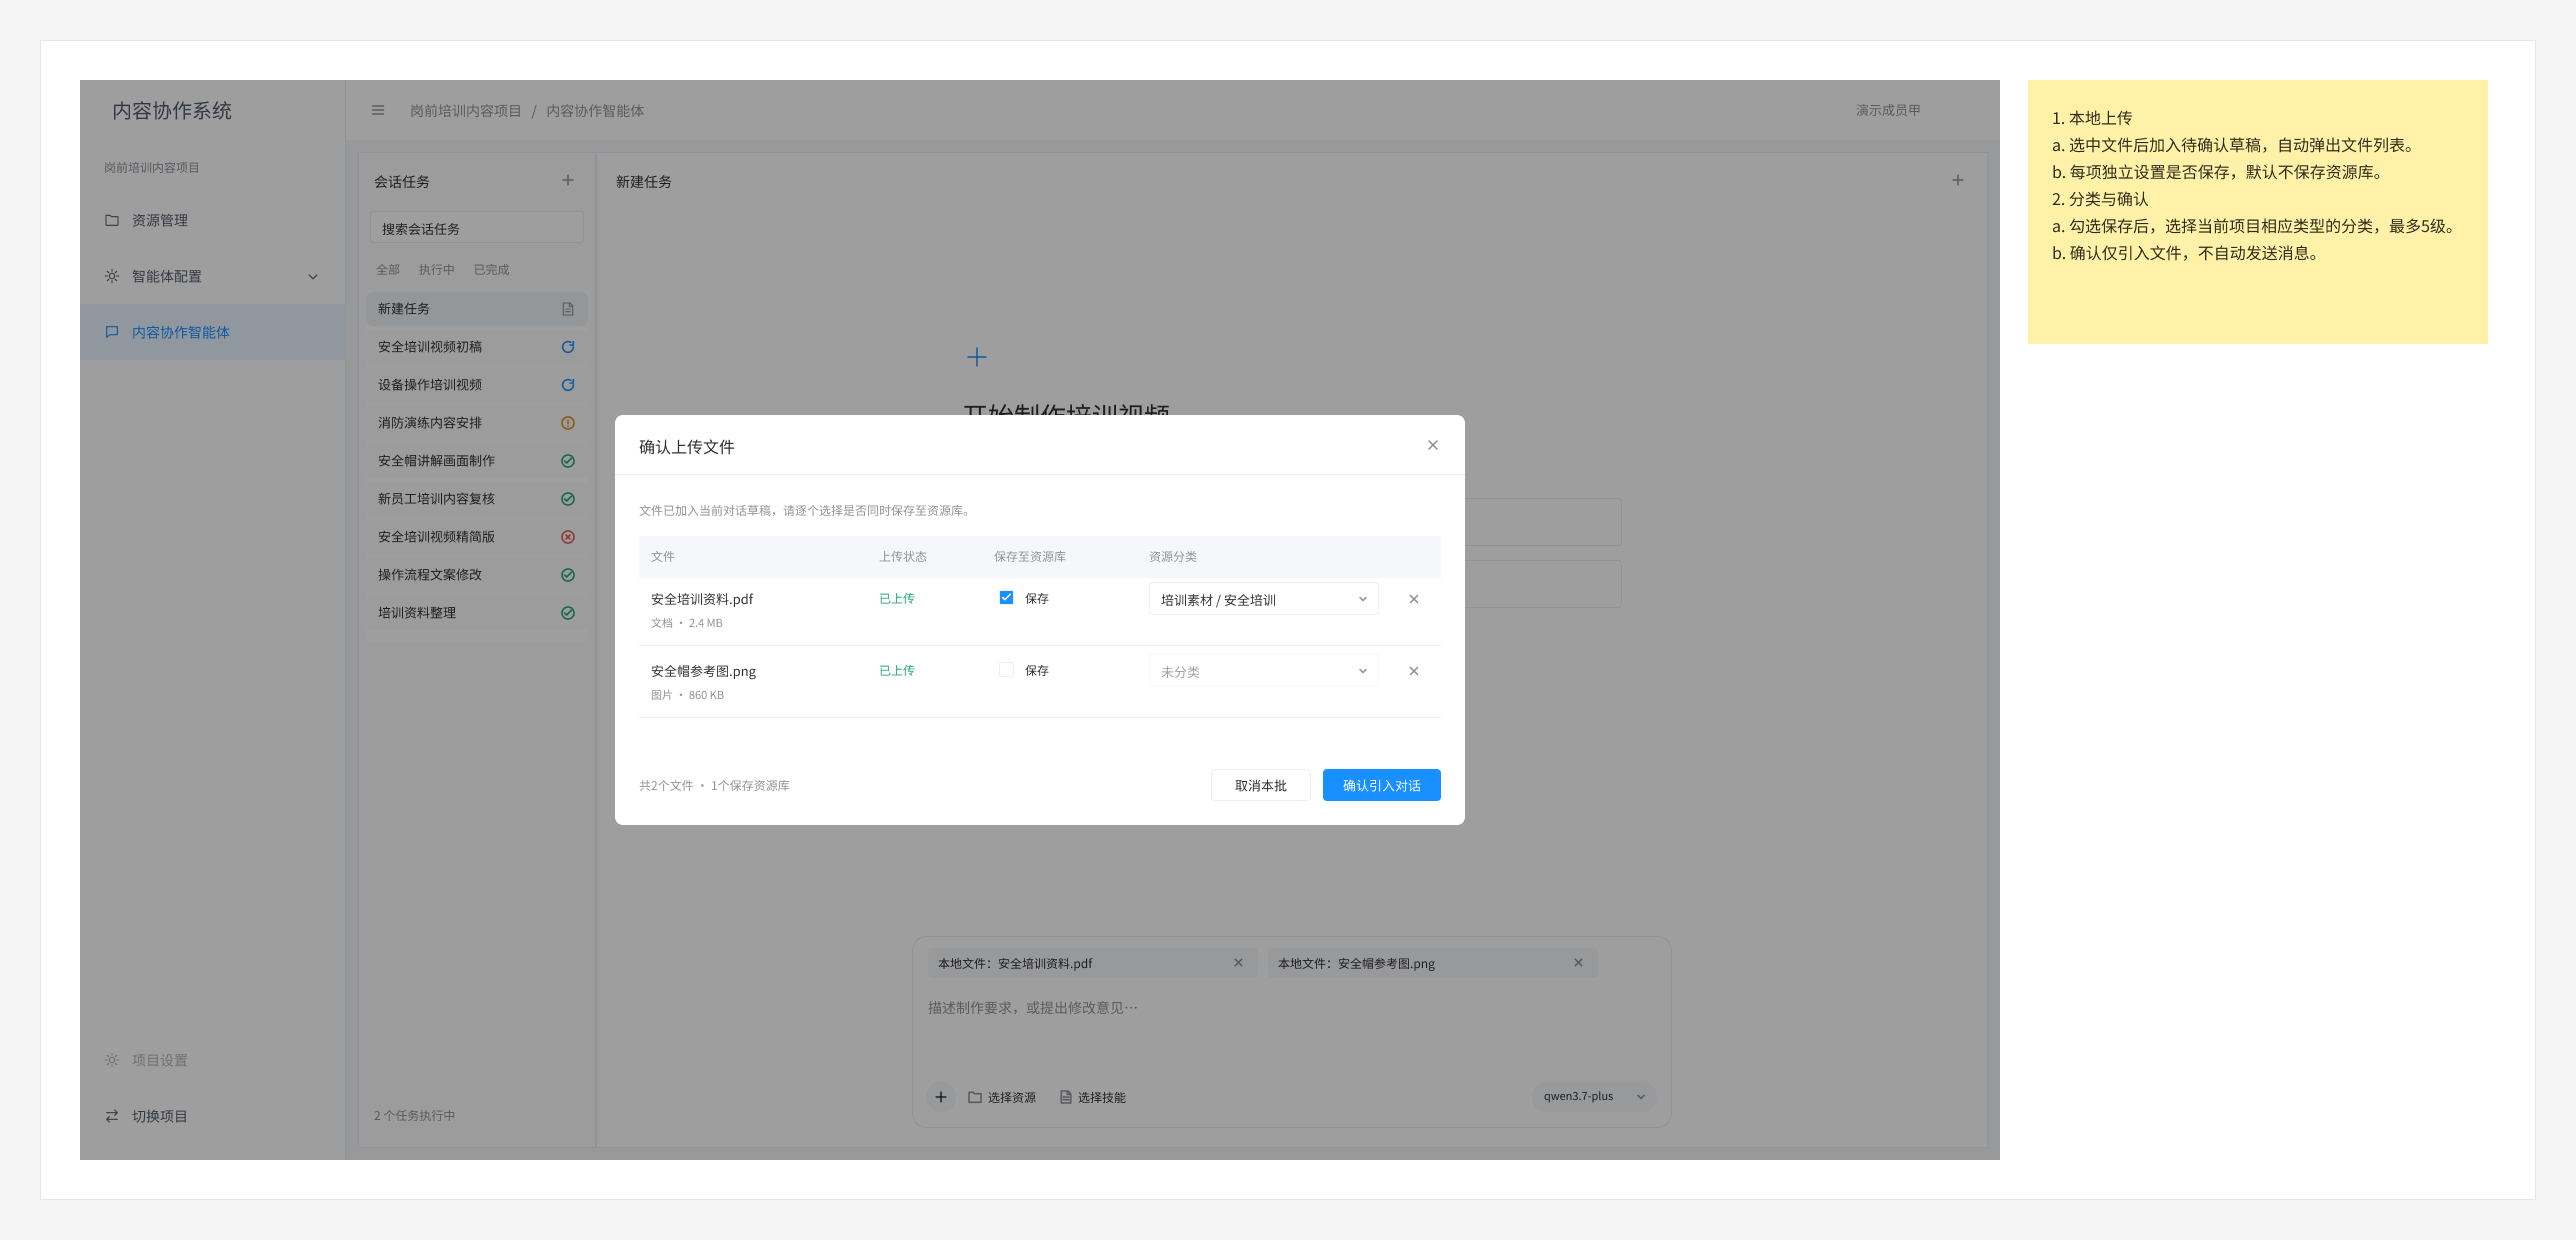 内容协作系统
岗前培训内容项目 / 内容协作智能体
演示成员甲
岗前培训内容项目
资源管理
智能体配置
内容协作智能体
项目设置
切换项目
会话任务
搜索会话任务
全部 执行中 已完成
新建任务
安全培训视频初稿
设备操作培训视频
消防演练内容安排
安全帽讲解画面制作
新员工培训内容复核
安全培训视频精简版
操作流程文案修改
培训资料整理
2 个任务执行中
新建任务
开始制作培训视频
确认上传文件
文件已加入当前对话草稿，请逐个选择是否同时保存至资源库。
文件 上传状态 保存至资源库 资源分类
安全培训资料.pdf 已上传 保存 培训素材 / 安全培训
文档 · 2.4 MB
安全帽参考图.png 已上传 保存 未分类
图片 · 860 KB
共2个文件 · 1个保存资源库
取消本批 确认引入对话
本地文件：安全培训资料.pdf 本地文件：安全帽参考图.png
描述制作要求，或提出修改意见…
选择资源 选择技能 qwen3.7-plus
1. 本地上传
a. 选中文件后加入待确认草稿，自动弹出文件列表。
b. 每项独立设置是否保存，默认不保存资源库。
2. 分类与确认
a. 勾选保存后，选择当前项目相应类型的分类，最多5级。
b. 确认仅引入文件，不自动发送消息。